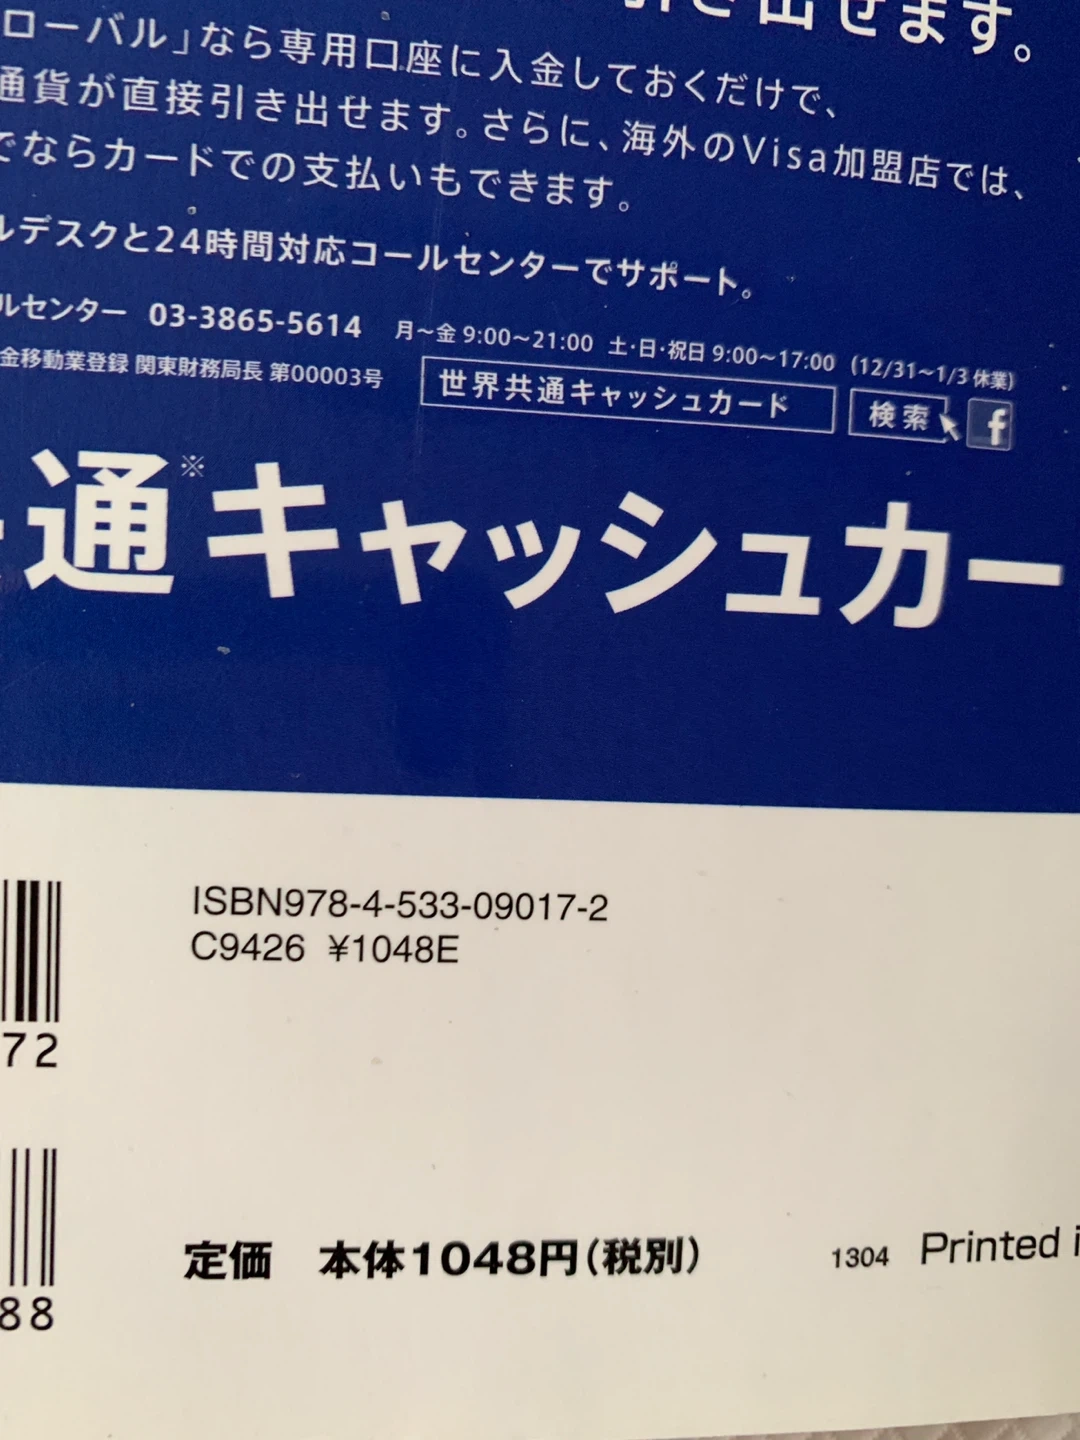 引き出せます。
ローバル」なら専用口座に入金しておくだけで、
通貨が直接引き出せます。さらに、海外のVisa加盟店では、
でならカードでの支払いもできます。
ルデスクと24時間対応コールセンターでサポート。
ルセンター 03-3865-5614 月～金 9:00～21:00 土・日・祝日 9:00～17:00 (12/31～1/3 休業)
金移動業登録 関東財務局長 第00003号
世界共通キャッシュカード 検索 f
通※キャッシュカー
ISBN978-4-533-09017-2
C9426 ¥1048E
72
定価 本体1048円(税別)
1304 Printed i
88